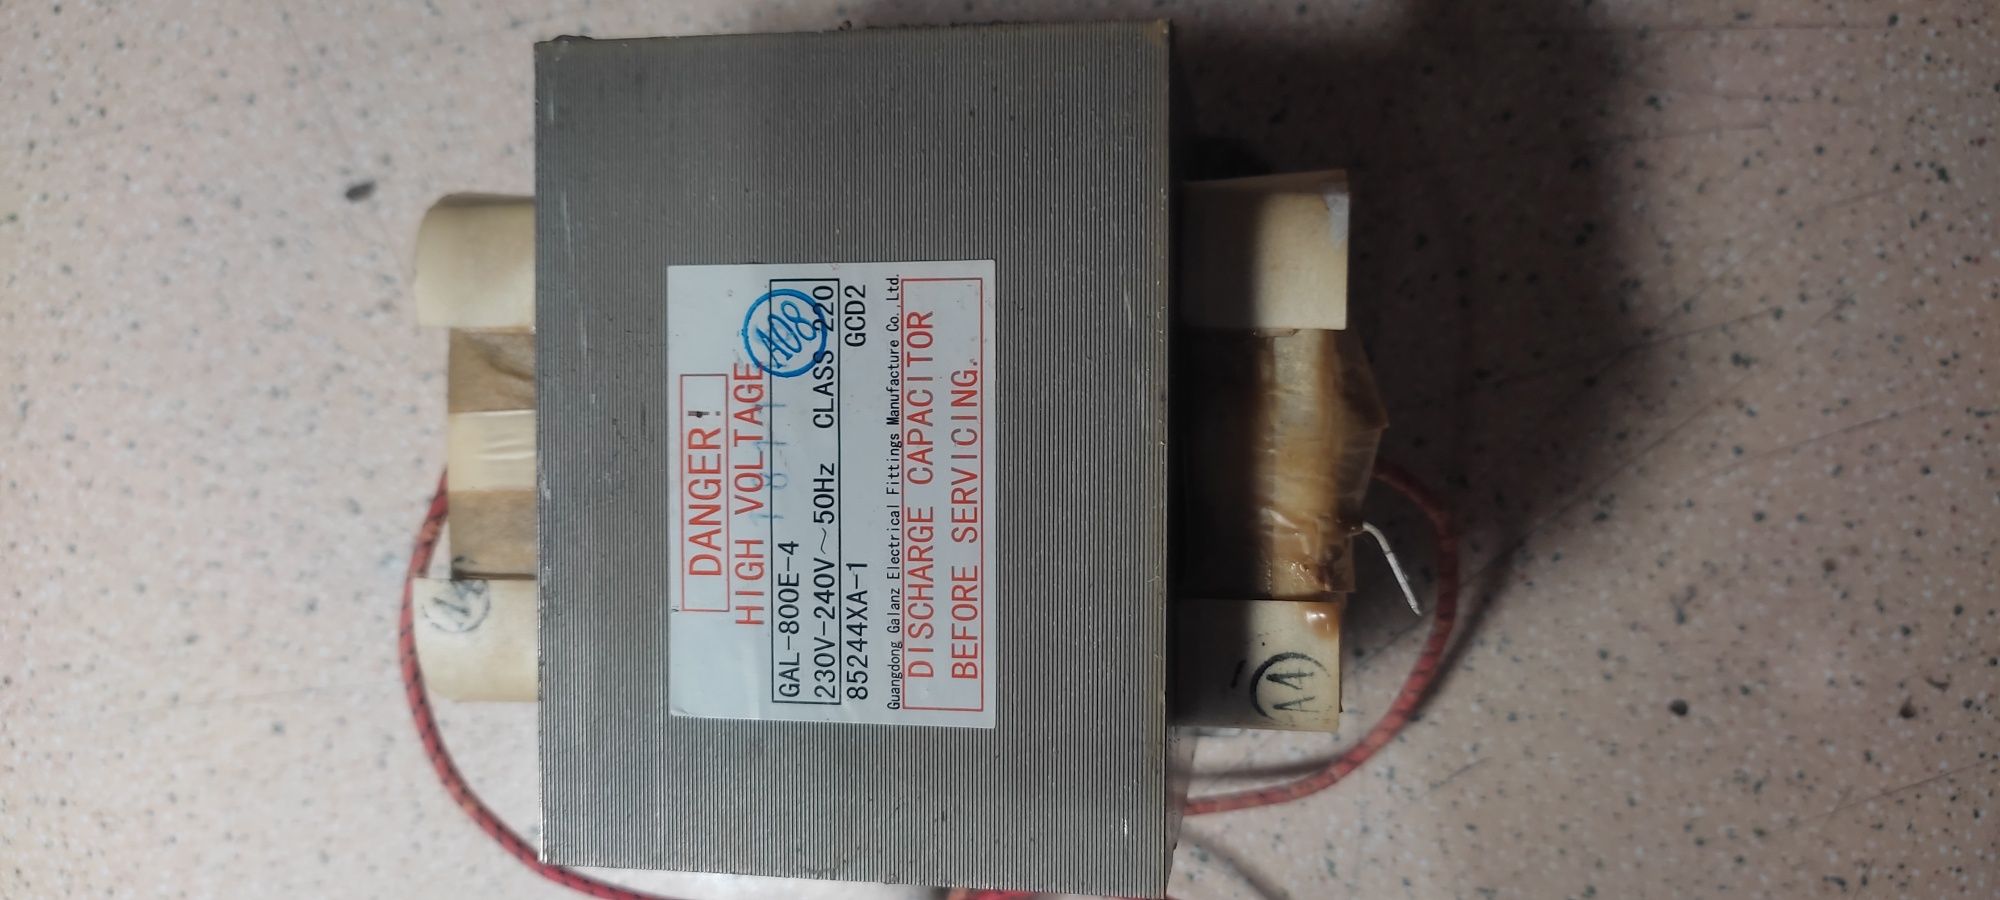 DANGER!
HIGH VOLTAGE
A08
GAL-800E-4
230V-240V～50Hz CLASS 220
85244XA-1 GCD2
Guangdong Galanz Electrical Fittings Manufacture Co.,Ltd.
DISCHARGE CAPACITOR
BEFORE SERVICING.
A4